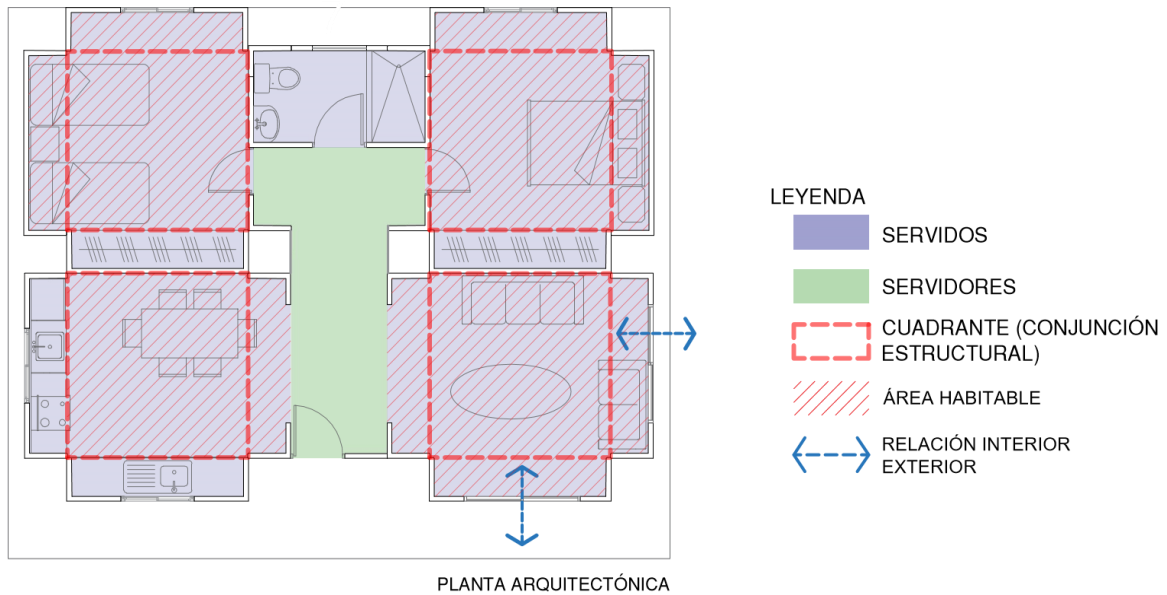 LEYENDA
SERVIDOS
SERVIDORES
CUADRANTE (CONJUNCIÓN
ESTRUCTURAL)
ÁREA HABITABLE
RELACIÓN INTERIOR
EXTERIOR
PLANTA ARQUITECTÓNICA